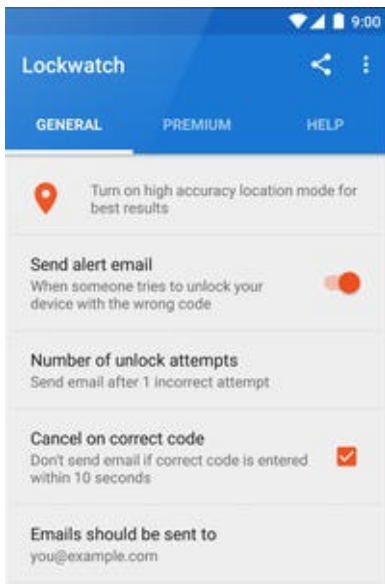 9:00
Lockwatch
GENERAL PREMIUM HELP
Turn on high accuracy location mode for
best results
Send alert email
When someone tries to unlock your
device with the wrong code
Number of unlock attempts
Send email after 1 incorrect attempt
Cancel on correct code
Don't send email if correct code is entered
within 10 seconds
Emails should be sent to
you@example.com